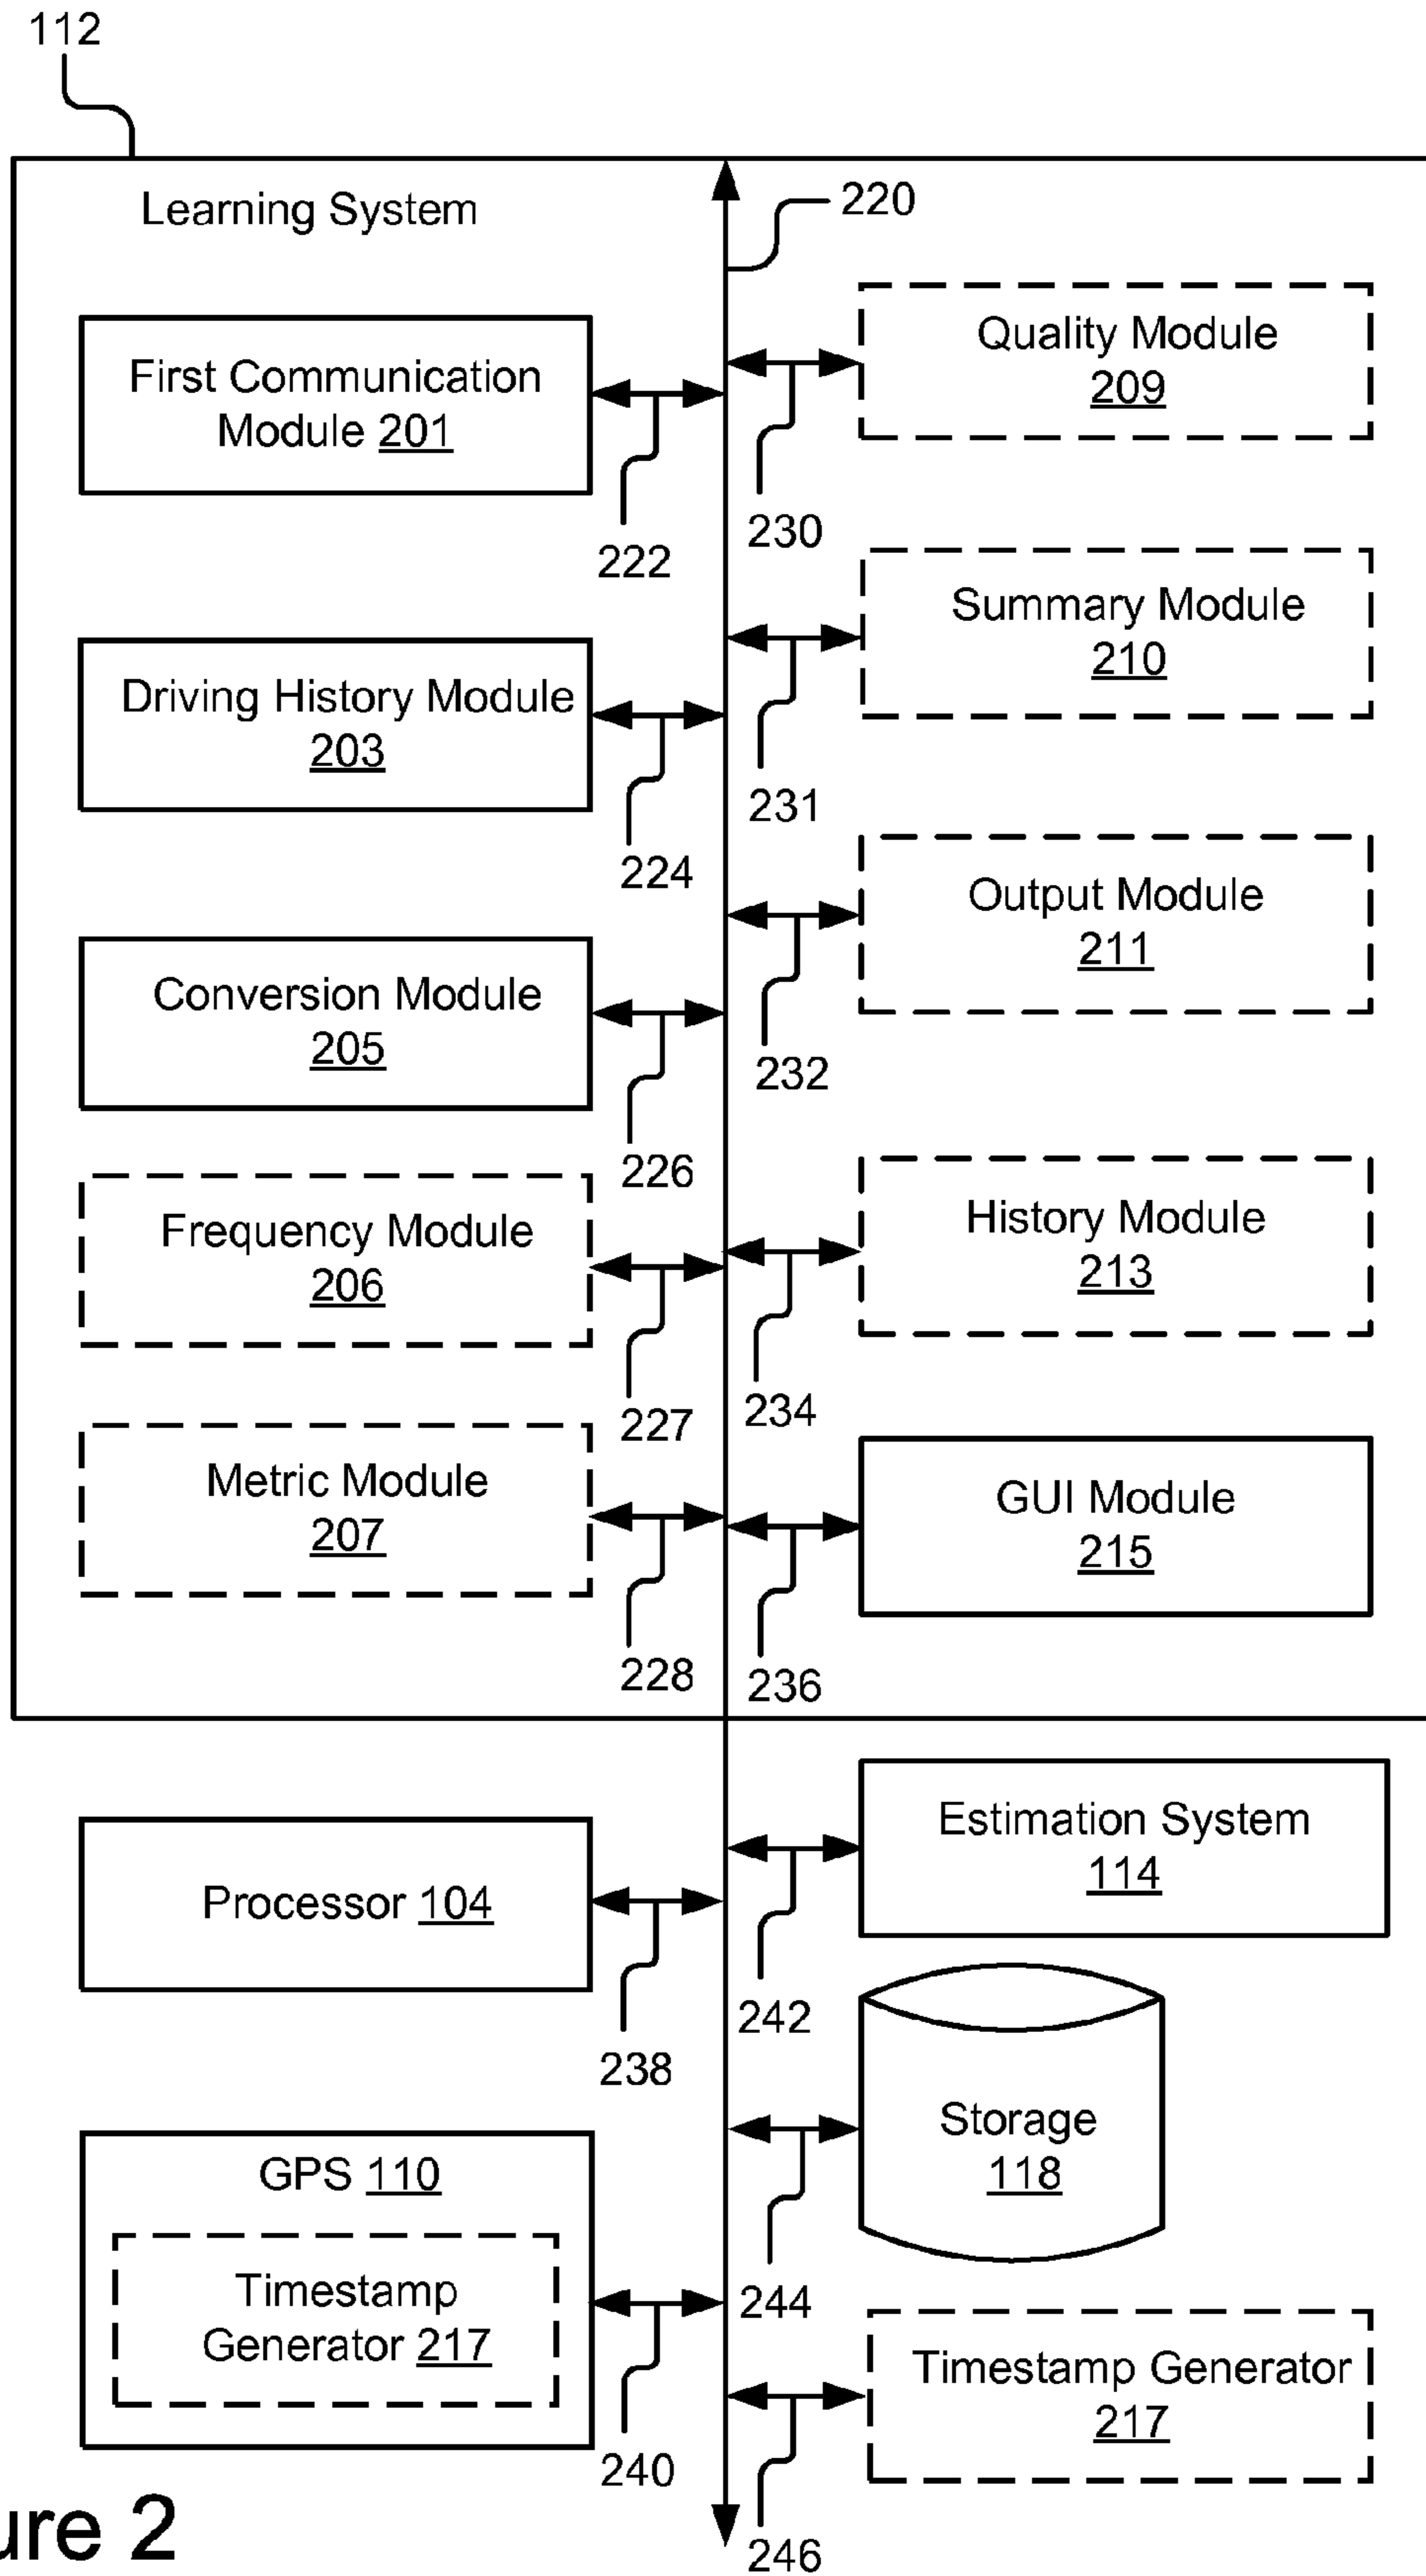 112
Learning System
220
First Communication
Module 201
222
Quality Module
209
230
Driving History Module
203
224
Summary Module
210
231
Conversion Module
205
226
Output Module
211
232
Frequency Module
206
227
History Module
213
234
Metric Module
207
228
GUI Module
215
236
Processor 104
238
Estimation System
114
242
Storage
118
244
GPS 110
Timestamp
Generator 217
240
Timestamp Generator
217
246
ure 2